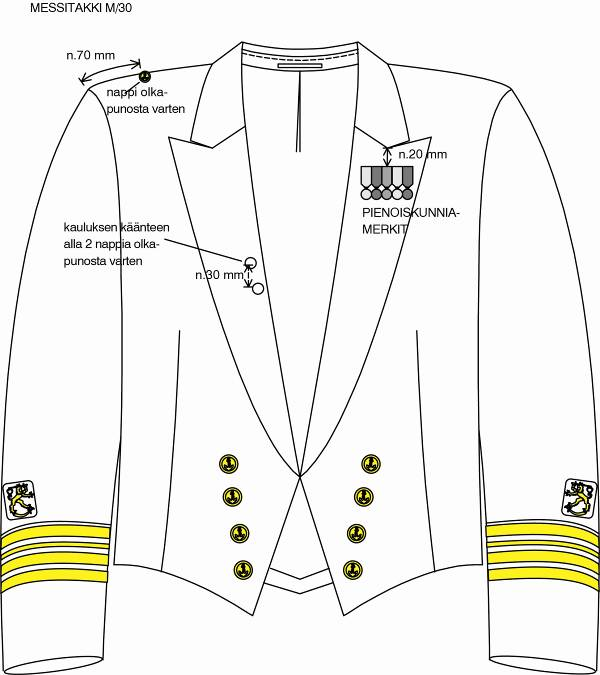 MESSITAKKI M/30
n.70 mm
nappi olka-
punosta varten
n.20 mm
PIENOISKUNNIA-
MERKIT
kauluksen käänteen
alla 2 nappia olka-
punosta varten
n.30 mm